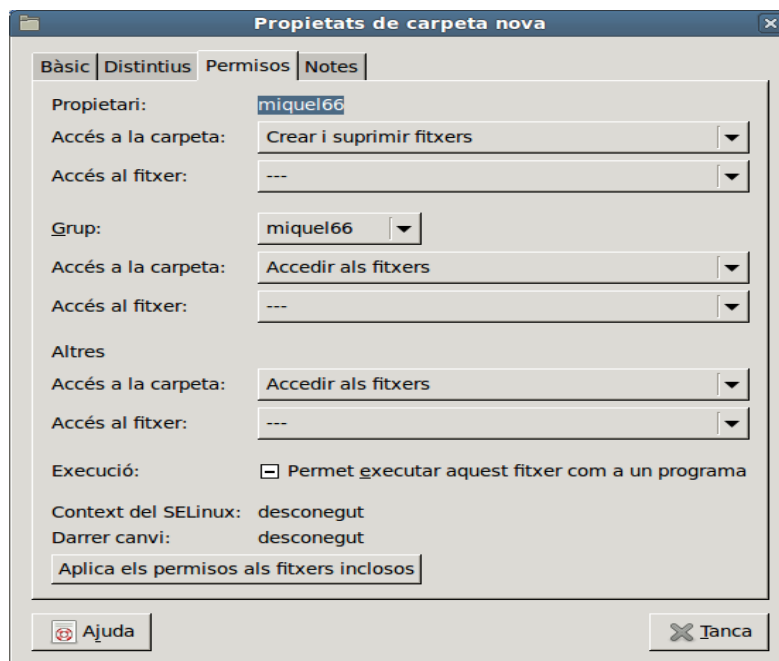 Propietats de carpeta nova
Bàsic Distintius Permisos Notes
Propietari: miquel66
Accés a la carpeta: Crear i suprimir fitxers
Accés al fitxer: ---
Grup: miquel66
Accés a la carpeta: Accedir als fitxers
Accés al fitxer: ---
Altres
Accés a la carpeta: Accedir als fitxers
Accés al fitxer: ---
Execució: Permet executar aquest fitxer com a un programa
Context del SELinux: desconegut
Darrer canvi: desconegut
Aplica els permisos als fitxers inclosos
Ajuda Tanca